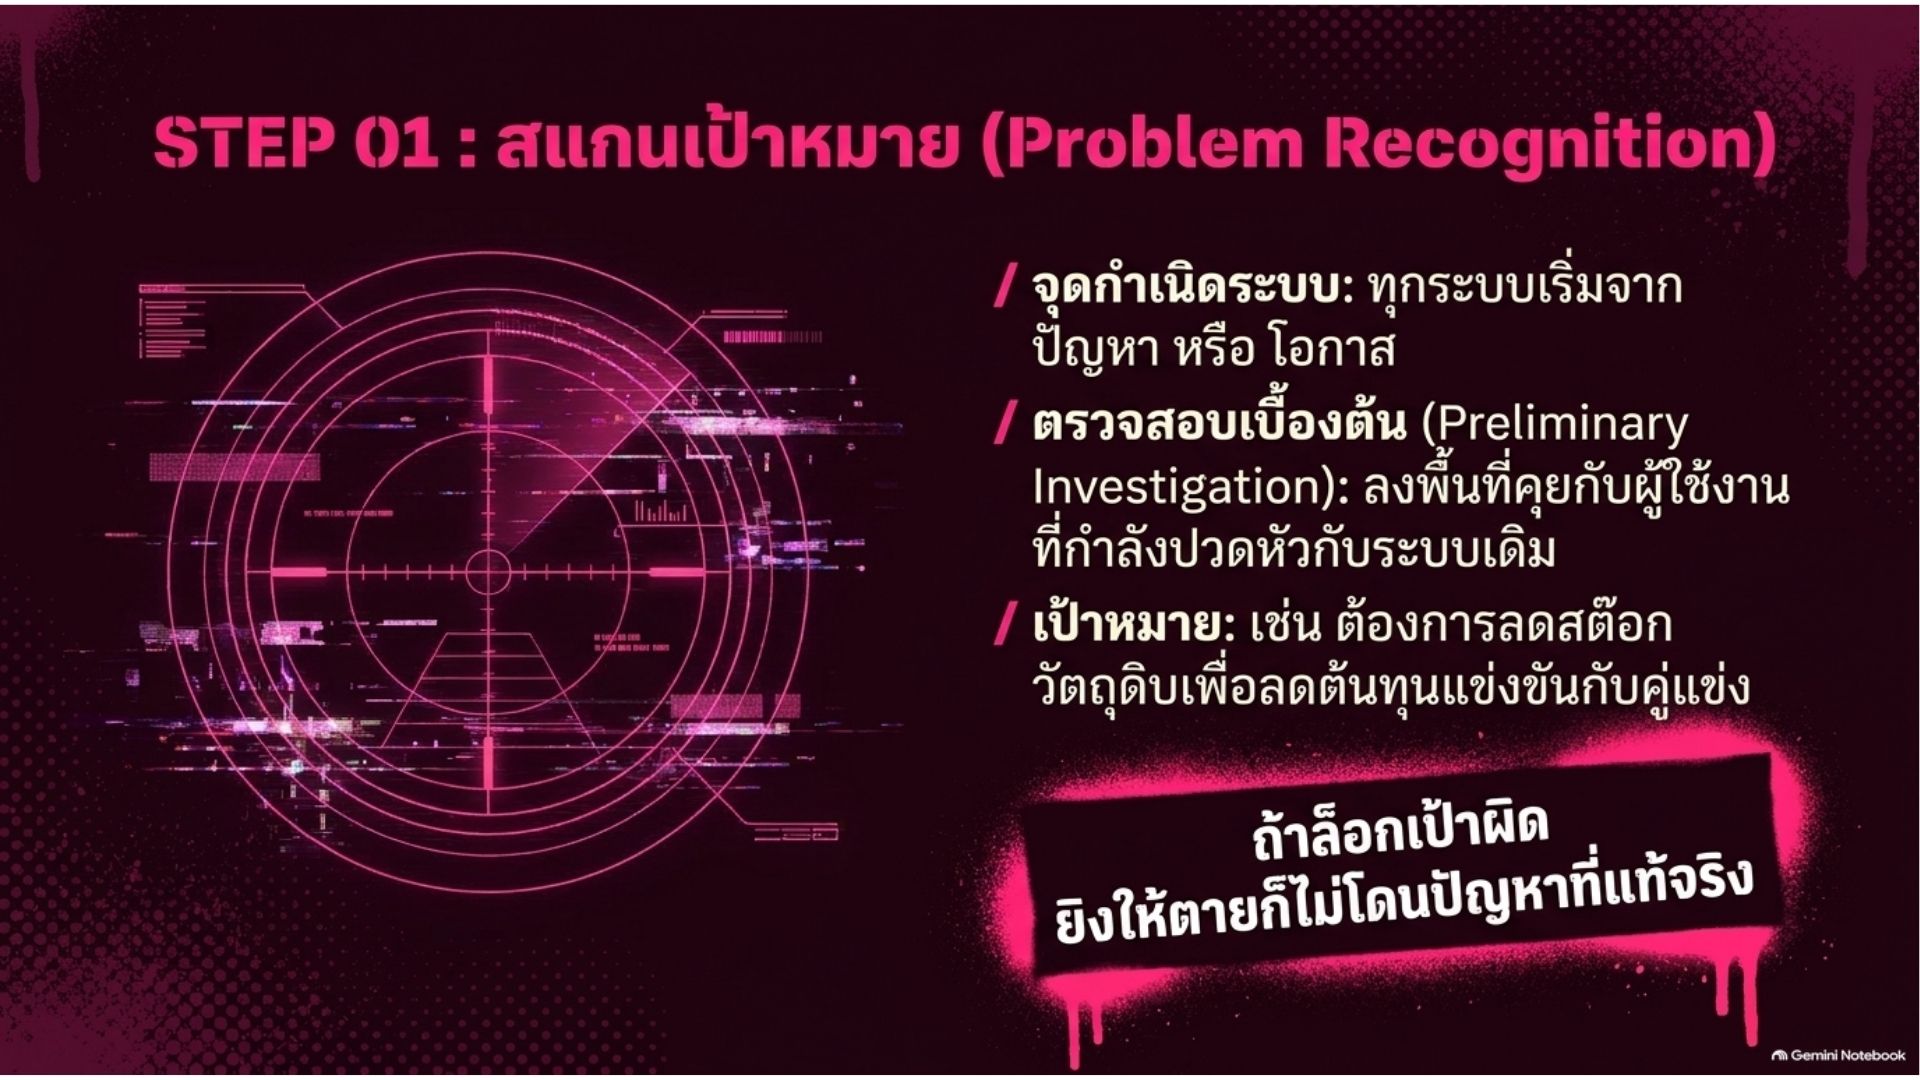 STEP 01 : สแกนเป้าหมาย (Problem Recognition)
/ จุดกำเนิดระบบ: ทุกระบบเริ่มจาก
ปัญหา หรือ โอกาส
/ ตรวจสอบเบื้องต้น (Preliminary
Investigation): ลงพื้นที่คุยกับผู้ใช้งาน
ที่กำลังปวดหัวกับระบบเดิม
/ เป้าหมาย: เช่น ต้องการลดสต๊อก
วัตถุดิบเพื่อลดต้นทุนแข่งขันกับคู่แข่ง
ถ้าล็อกเป้าผิด
ยิงให้ตายก็ไม่โดนปัญหาที่แท้จริง
Gemini Notebook